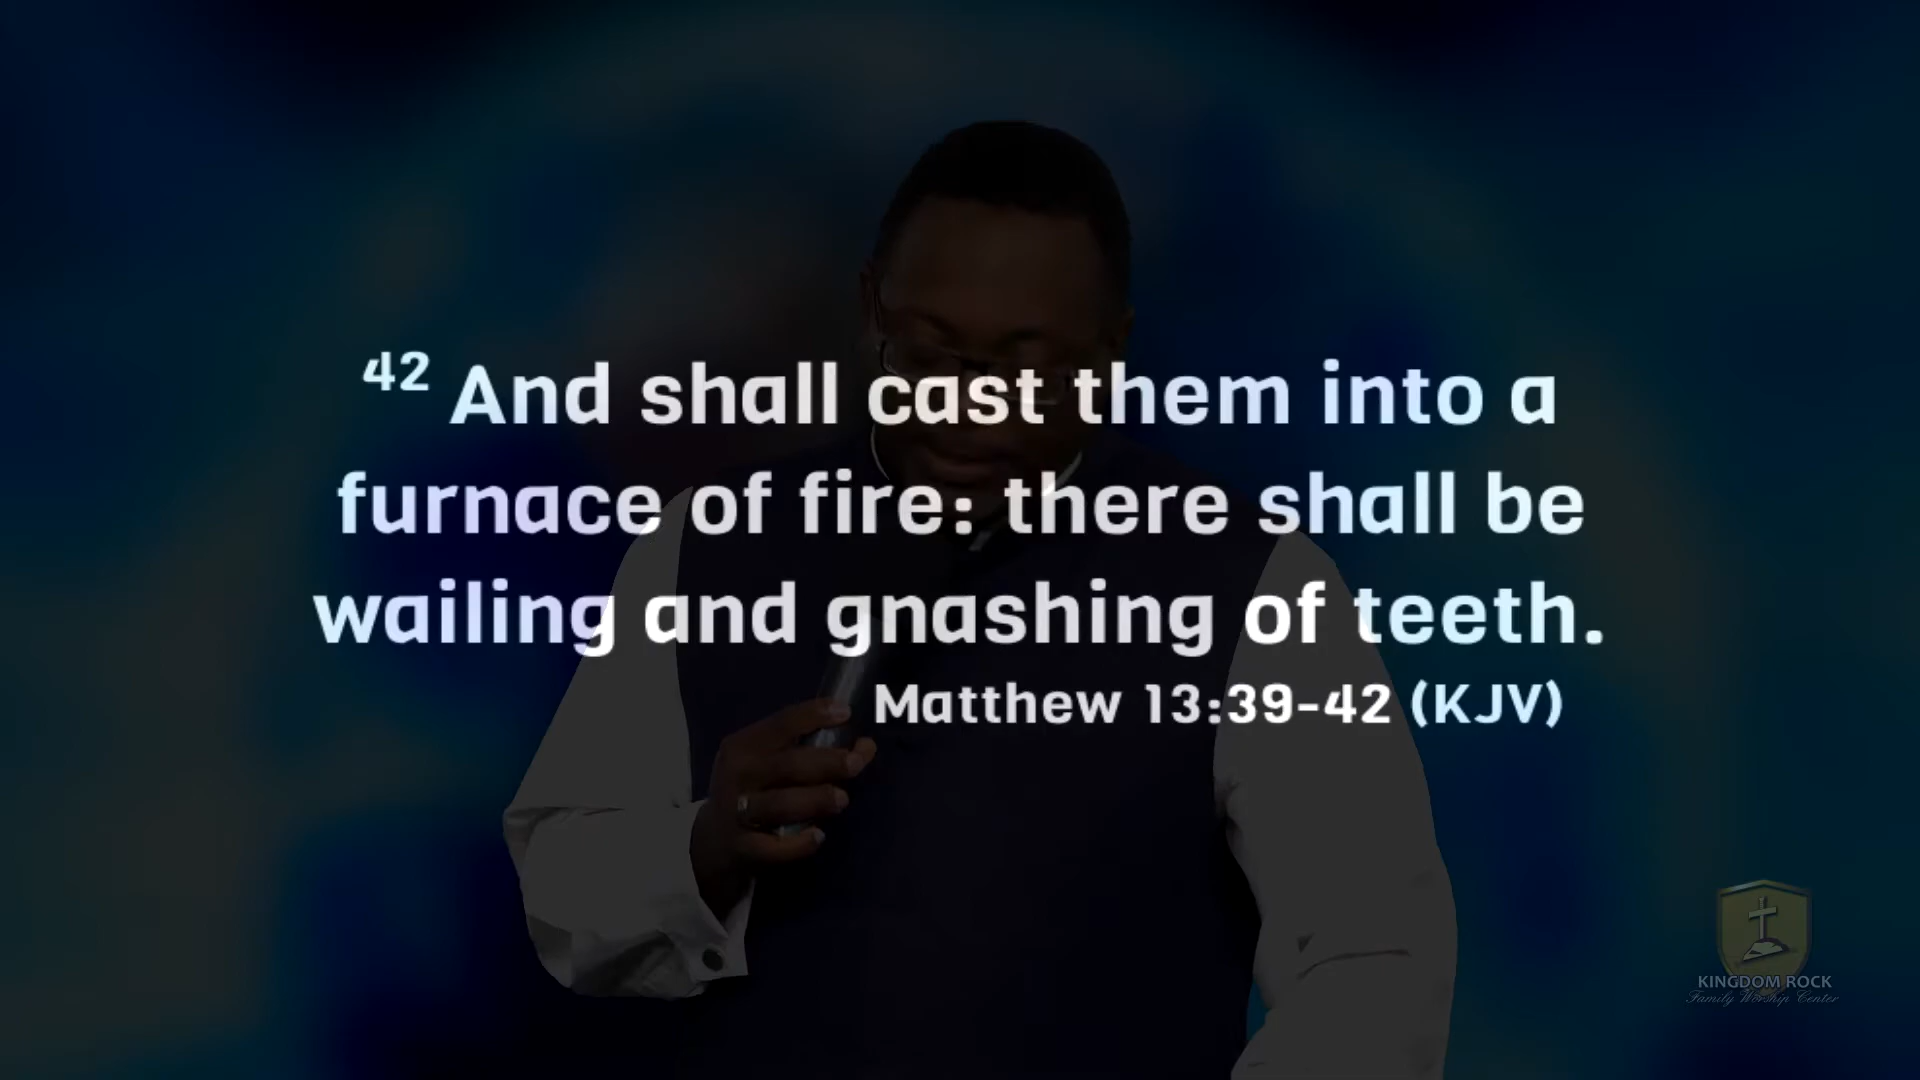 42 And shall cast them into a
furnace of fire: there shall be
wailing and gnashing of teeth.
Matthew 13:39-42 (KJV)
KINGDOM ROCK
Family Worship Center